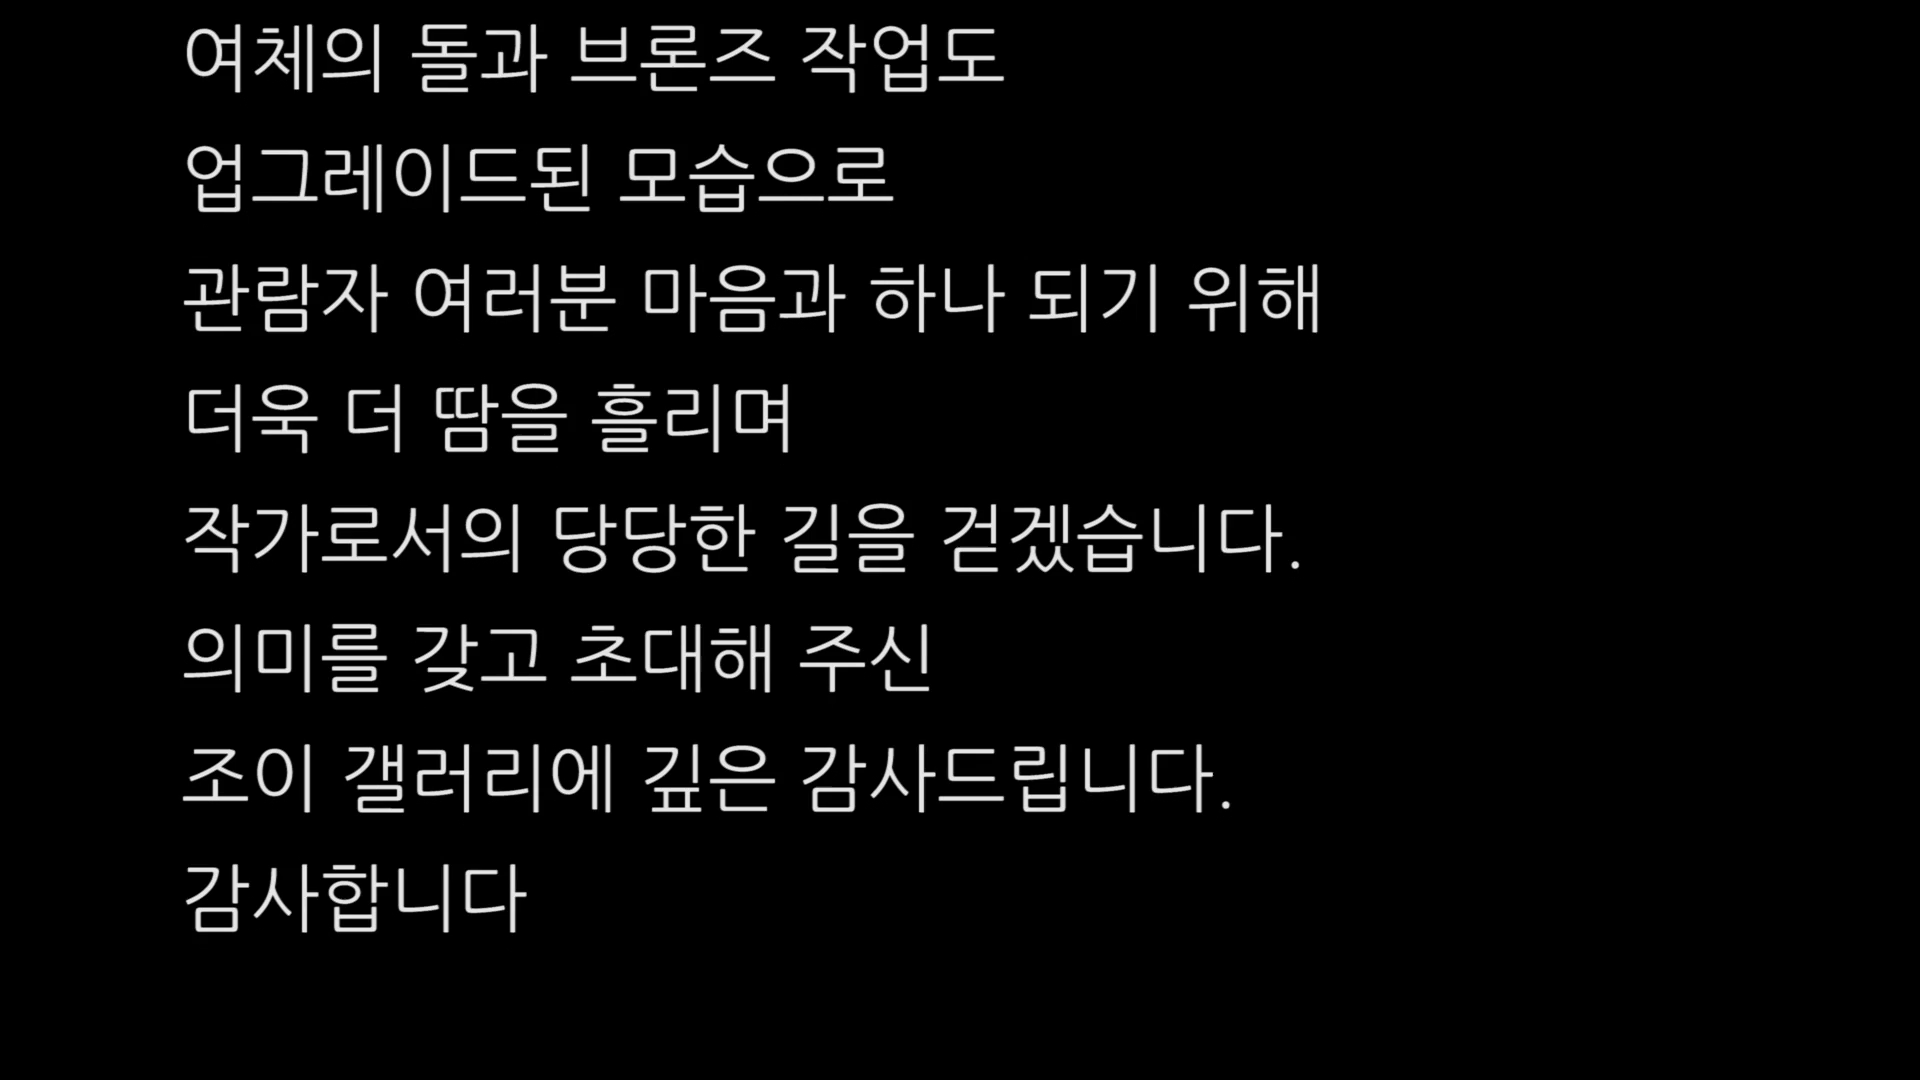 여체의 돌과 브론즈 작업도
업그레이드된 모습으로
관람자 여러분 마음과 하나 되기 위해
더욱 더 땀을 흘리며
작가로서의 당당한 길을 걷겠습니다.
의미를 갖고 초대해 주신
조이 갤러리에 깊은 감사드립니다.
감사합니다